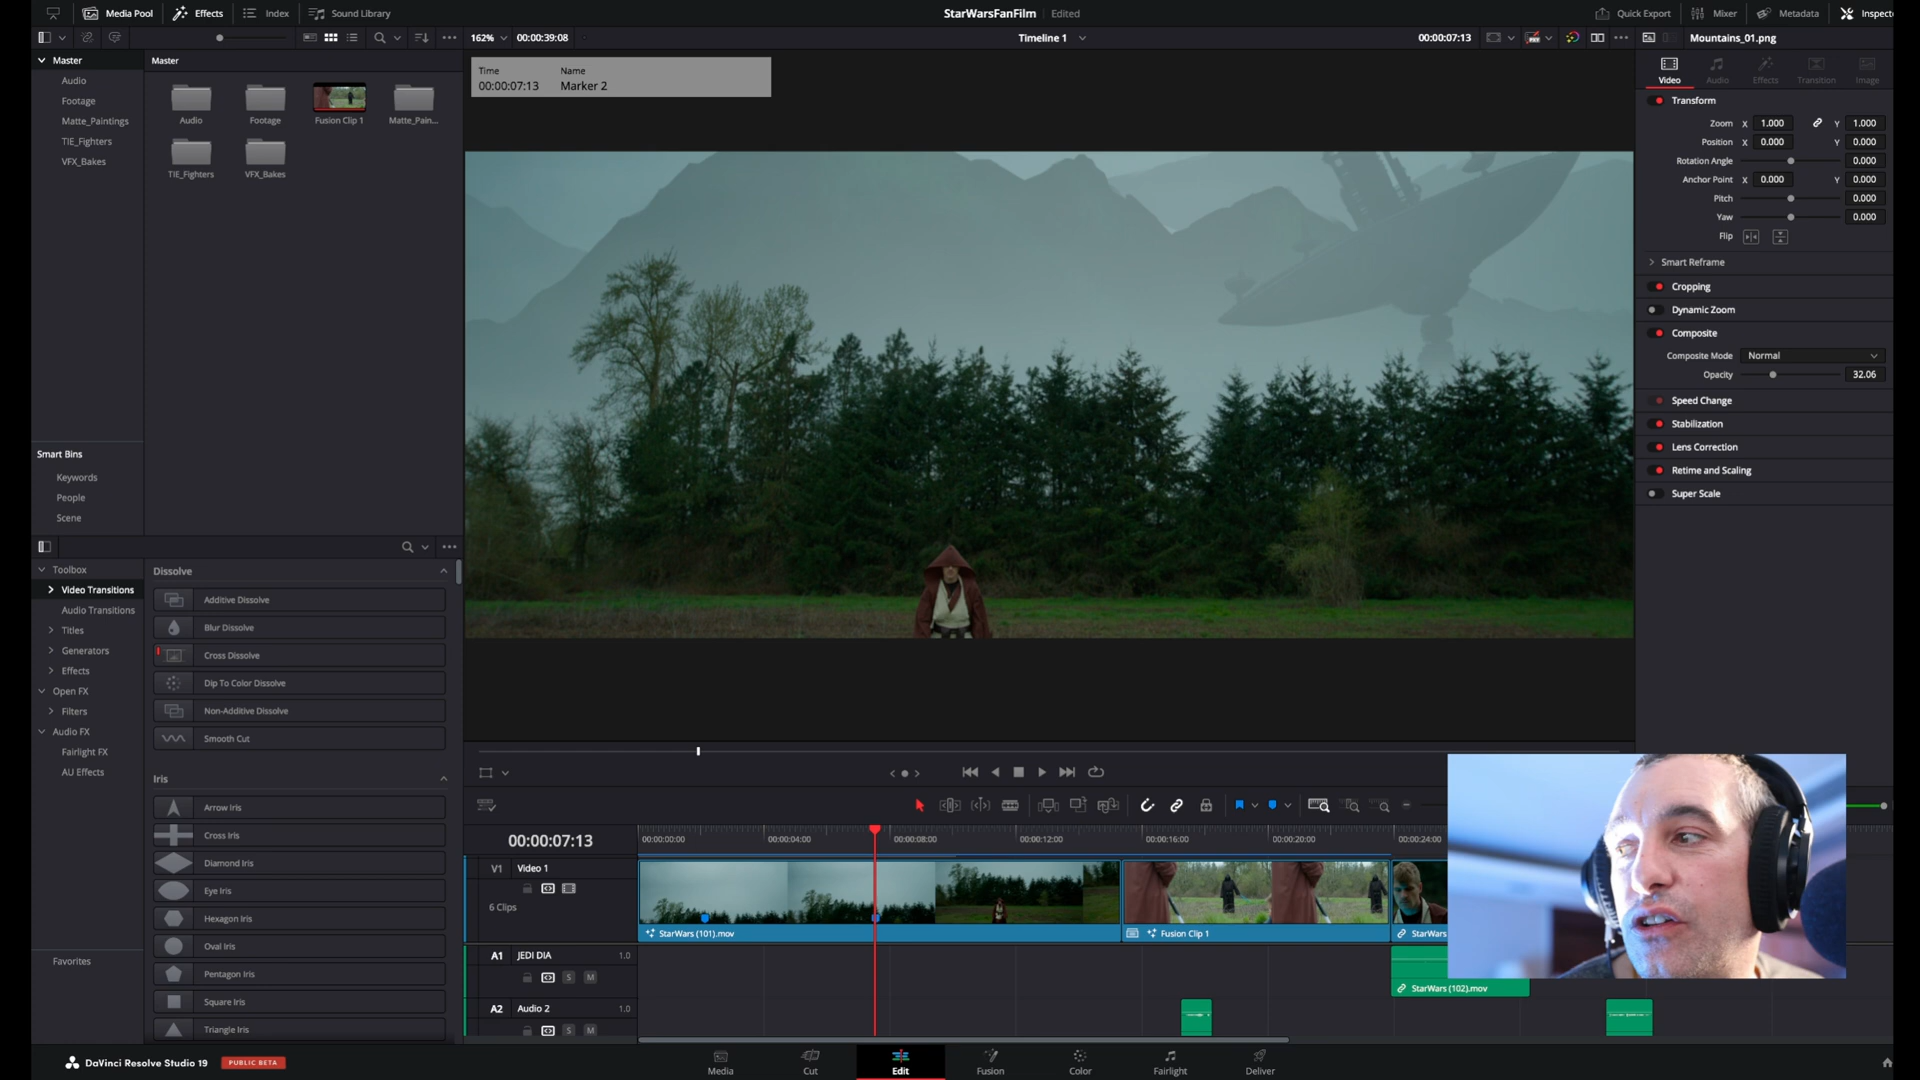 Media Pool Effects Index Sound Library StarWarsFanFilm Edited Quick Export Mixer Metadata Inspecto
162% 00:00:39:08 Timeline 1 00:00:07:13 Mountains_01.png
Master
Audio
Footage
Matte_Paintings
TIE_Fighters
VFX_Bakes
Master
Audio Footage Fusion Clip 1 Matte_Pain...
TIE_Fighters VFX_Bakes
Smart Bins
Keywords
People
Scene
Time Name
00:00:07:13 Marker 2
Video Audio Effects Transition Image
Transform
Zoom X 1.000 Y 1.000
Position X 0.000 Y 0.000
Rotation Angle 0.000
Anchor Point X 0.000 Y 0.000
Pitch 0.000
Yaw 0.000
Flip
Smart Reframe
Cropping
Dynamic Zoom
Composite
Composite Mode Normal
Opacity 32.06
Speed Change
Stabilization
Lens Correction
Retime and Scaling
Super Scale
Toolbox
Video Transitions
Audio Transitions
Titles
Generators
Effects
Open FX
Filters
Audio FX
Fairlight FX
AU Effects
Favorites
Dissolve
Additive Dissolve
Blur Dissolve
Cross Dissolve
Dip To Color Dissolve
Non-Additive Dissolve
Smooth Cut
Iris
Arrow Iris
Cross Iris
Diamond Iris
Eye Iris
Hexagon Iris
Oval Iris
Pentagon Iris
Square Iris
Triangle Iris
00:00:07:13 00:00:00:00 00:00:04:00 00:00:08:00 00:00:12:00 00:00:16:00 00:00:20:00 00:00:24:00
V1 Video 1
6 Clips
StarWars (101).mov Fusion Clip 1 StarWars
A1 JEDI DIA 1.0
S M
StarWars (102).mov
A2 Audio 2 1.0
S M
DaVinci Resolve Studio 19 PUBLIC BETA
Media Cut Edit Fusion Color Fairlight Deliver